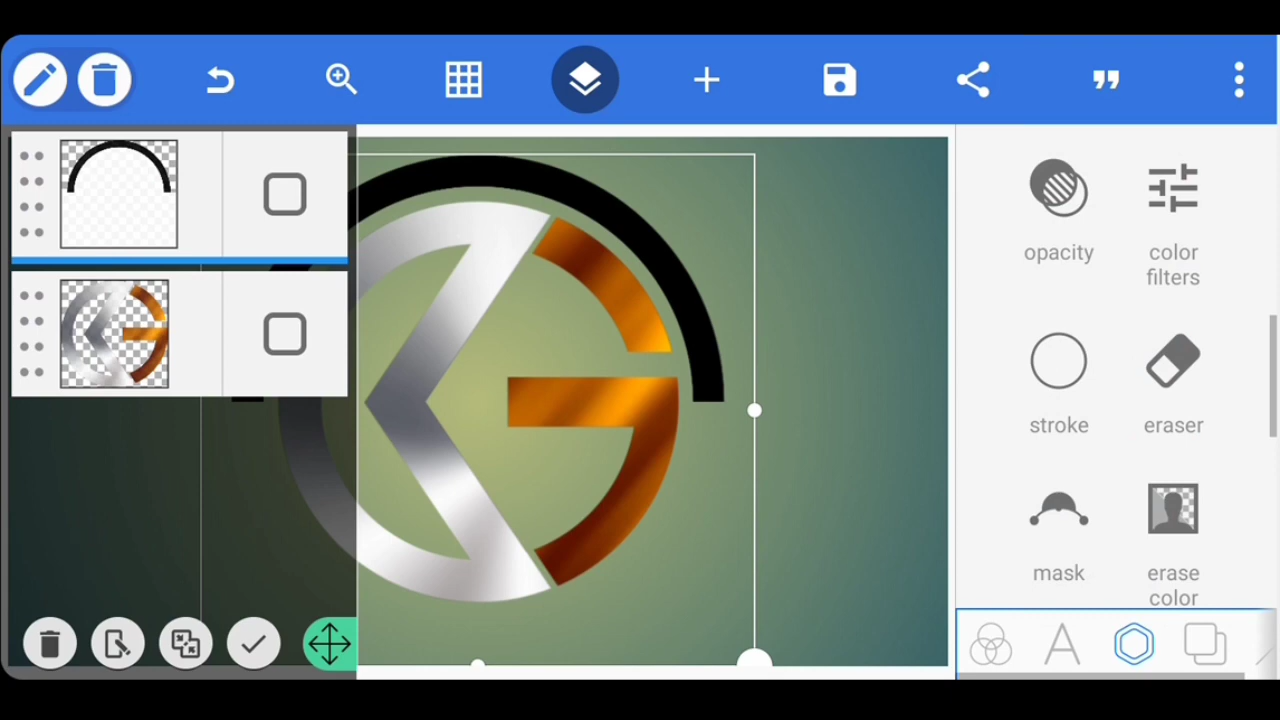 opacity
color
filters
stroke
eraser
mask
erase
color